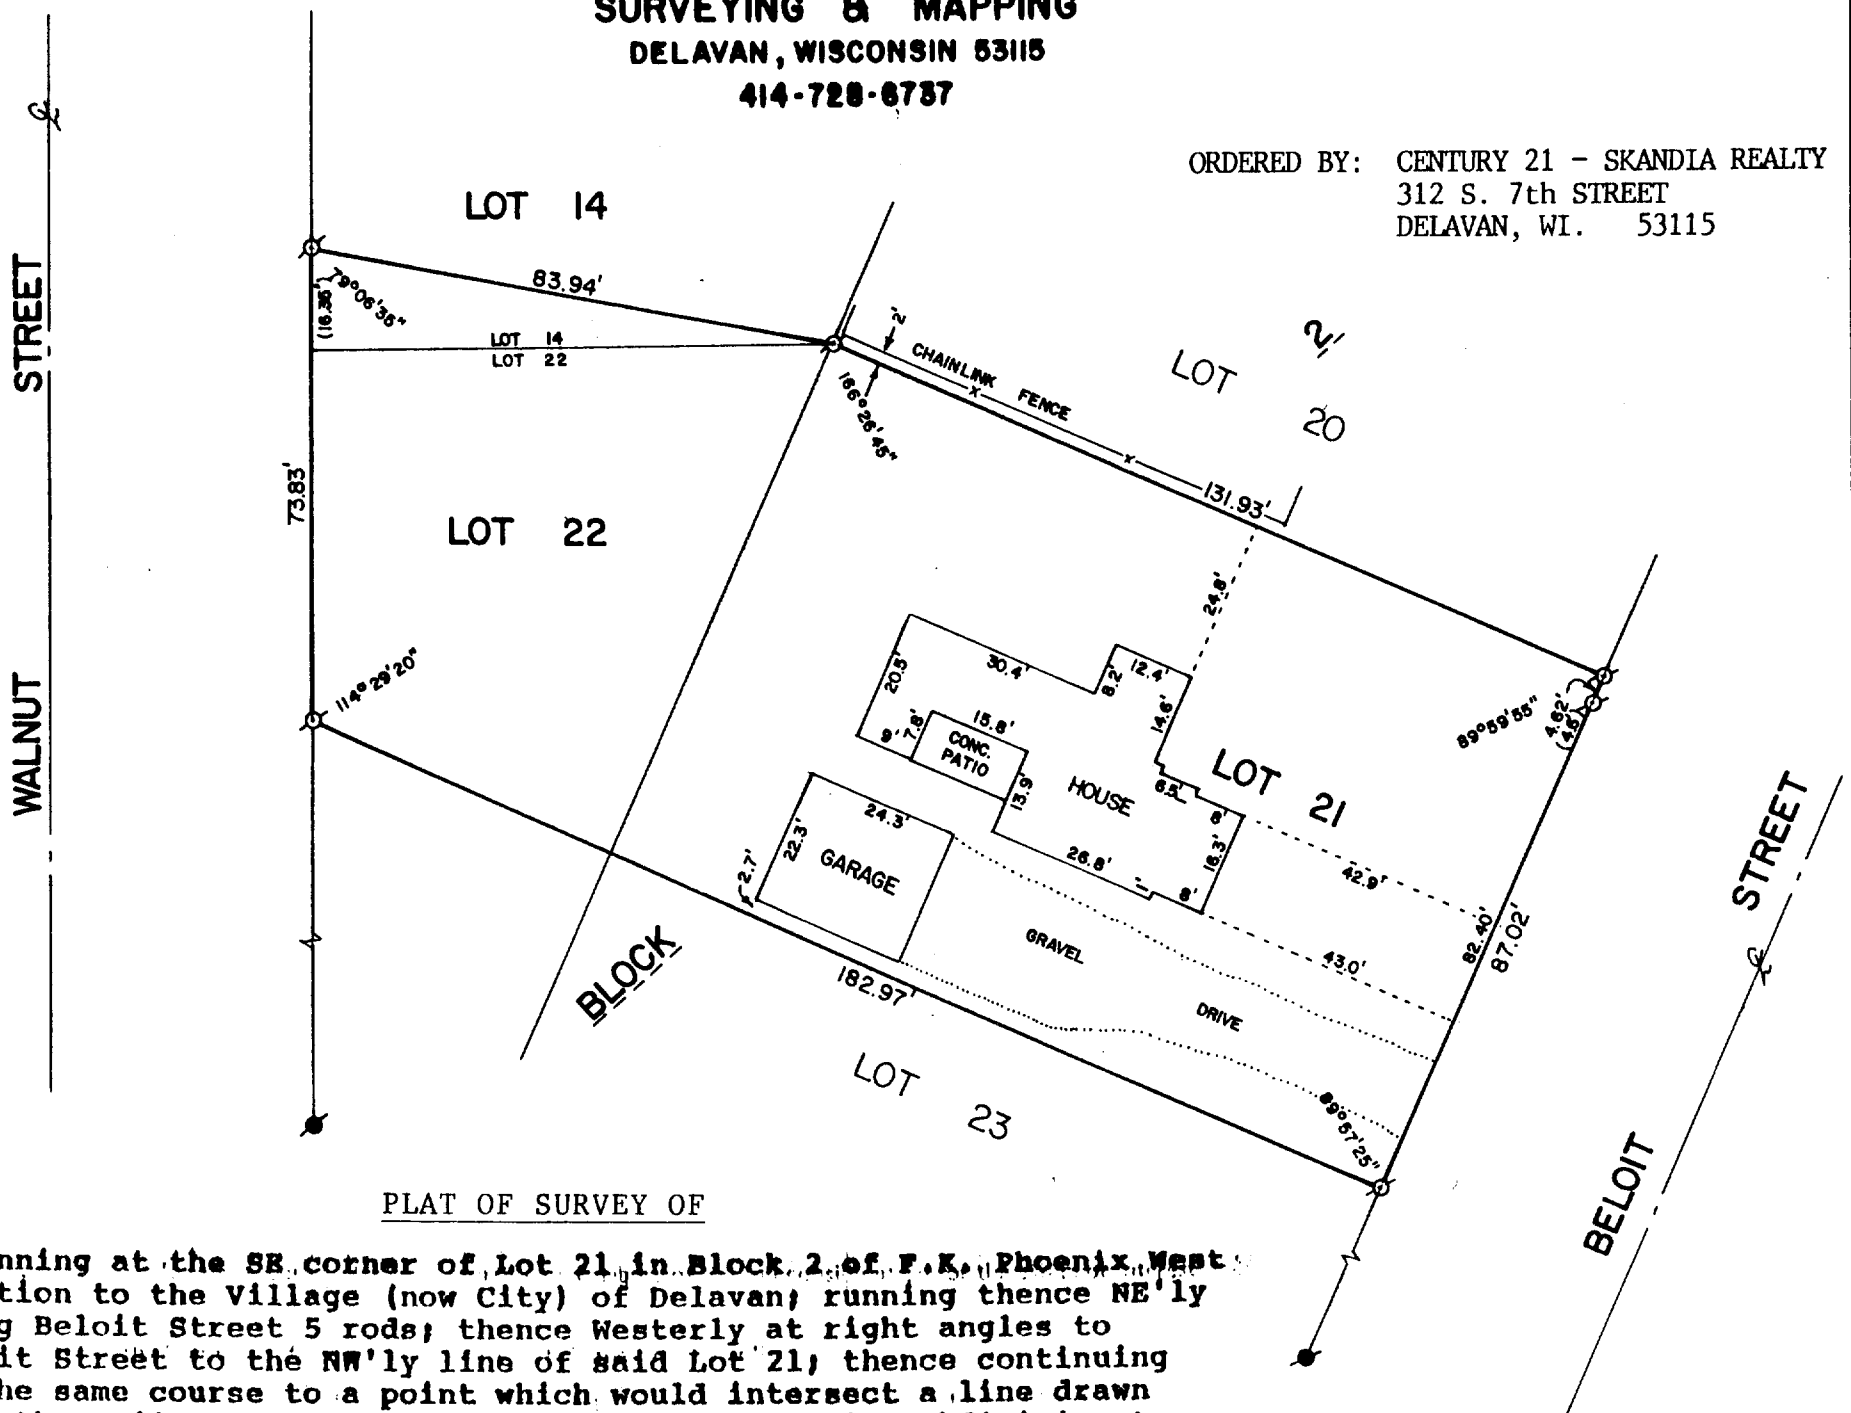 SURVEYING & MAPPING
DELAVAN, WISCONSIN 53115
414-728-6737
ORDERED BY: CENTURY 21 - SKANDIA REALTY
312 S. 7th STREET
DELAVAN, WI. 53115
WALNUT STREET
LOT 14
83.94'
79°06'35"
(16.36')
LOT 14
LOT 22
2'
CHAINLINK FENCE
166°26'45"
131.93'
LOT 20
2'
73.83'
LOT 22
114°29'20"
24.8'
30.4'
20.5'
8.2'
12.4'
14.6'
9'
7.8'
15.8'
CONC.
PATIO
13.9'
HOUSE
6.5'
8'
16.3'
26.8'
1'
8'
LOT 21
89°59'55"
4.62'
(4.6')
42.9'
43.0'
82.40'
87.02'
24.3'
22.3'
GARAGE
2.7'
GRAVEL
DRIVE
182.97'
BLOCK
LOT 23
89°57'25"
BELOIT STREET
PLAT OF SURVEY OF
nning at the SE corner of Lot 21 in Block 2 of F.K. Phoenix West
tion to the Village (now City) of Delavan; running thence NE'ly
g Beloit Street 5 rods; thence Westerly at right angles to
it Street to the NW'ly line of said Lot 21; thence continuing
he same course to a point which would intersect a line drawn